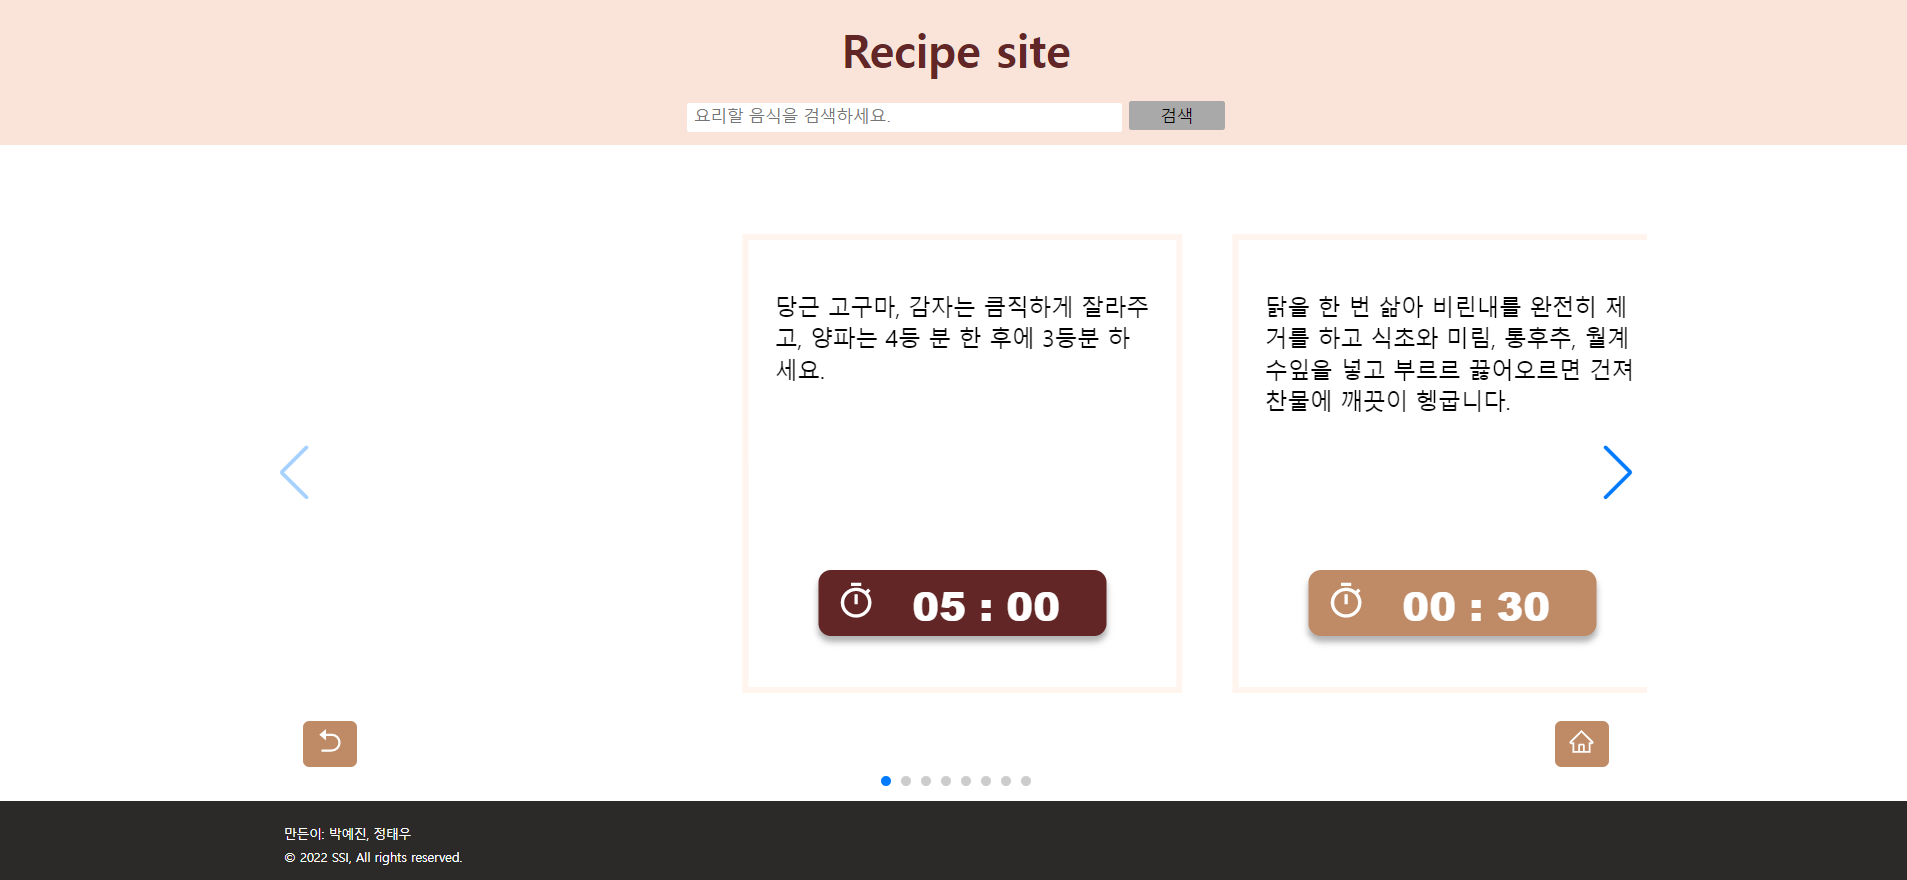 Recipe site
요리할 음식을 검색하세요.
검색
당근 고구마, 감자는 큼직하게 잘라주
고, 양파는 4등 분 한 후에 3등분 하
세요.
05 : 00
닭을 한 번 삶아 비린내를 완전히 제
거를 하고 식초와 미림, 통후추, 월계
수잎을 넣고 부르르 끓어오르면 건져
찬물에 깨끗이 헹굽니다.
00 : 30
만든이: 박예진, 정태우
© 2022 SSI, All rights reserved.